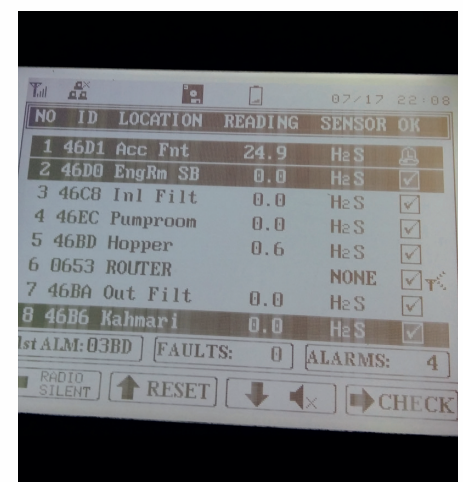 07/17 22:08
NO ID LOCATION READING SENSOR OK
1 46D1 Acc Fnt 24.9 H2S
2 46D0 EngRm SB 0.0 H2S
3 46C8 Inl Filt 0.0 H2S
4 46EC Pumproom 0.0 H2S
5 46BD Hopper 0.6 H2S
6 0653 ROUTER NONE
7 46BA Out Filt 0.0 H2S
8 46B6 Kahmari 0.0 H2S
1st ALM:03BD FAULTS: 0 ALARMS: 4
RADIO SILENT RESET CHECK